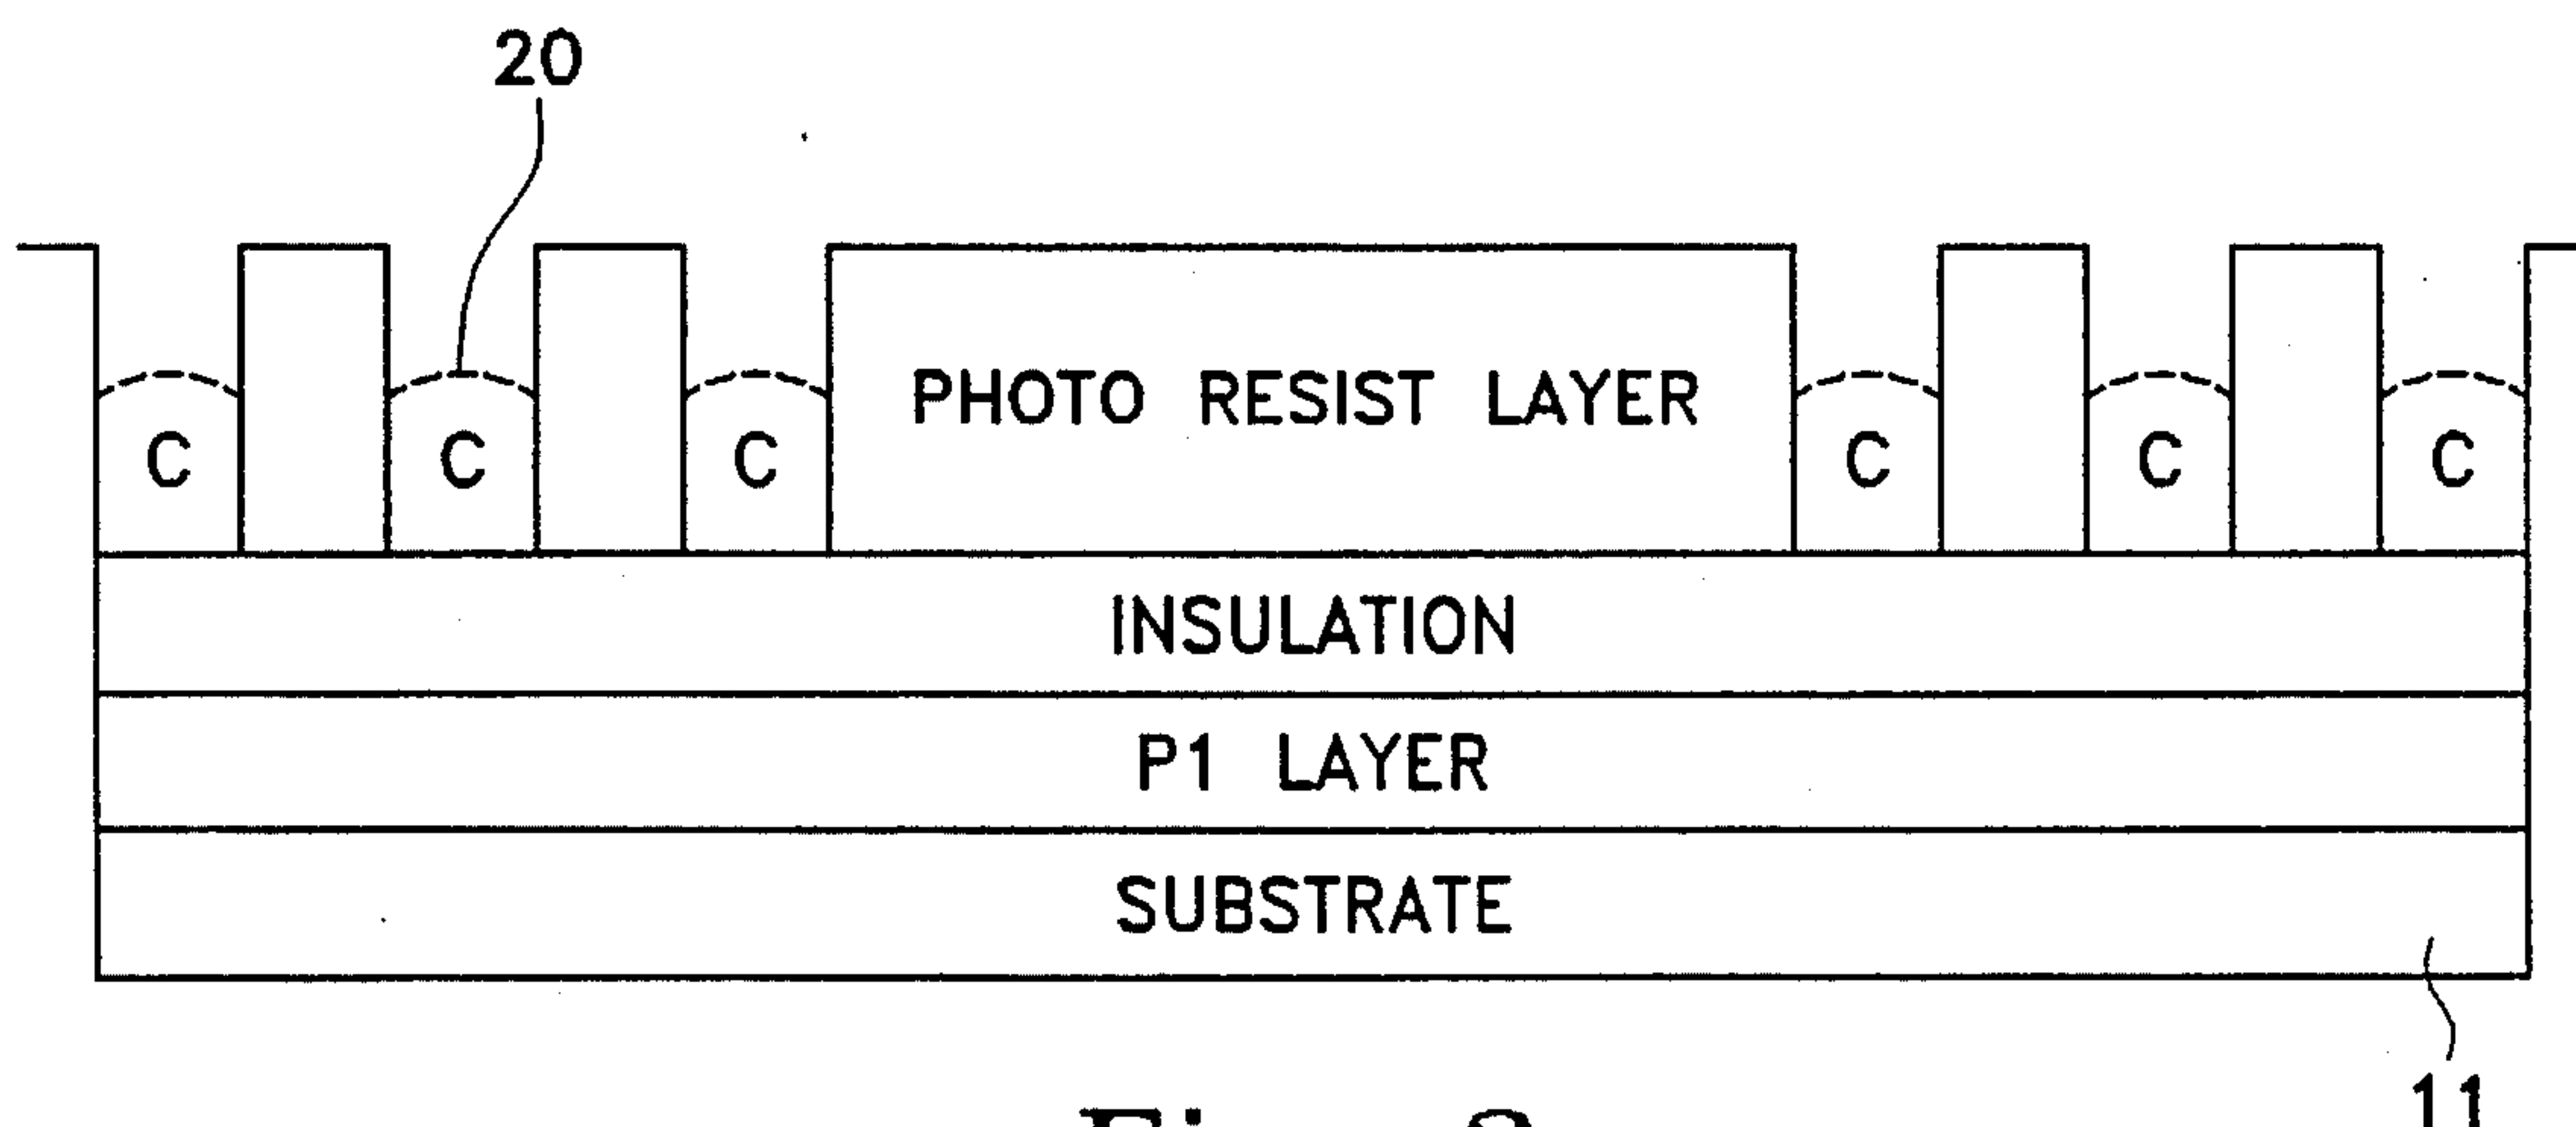 20
PHOTO RESIST LAYER
C C C C C C
INSULATION
P1 LAYER
SUBSTRATE
11